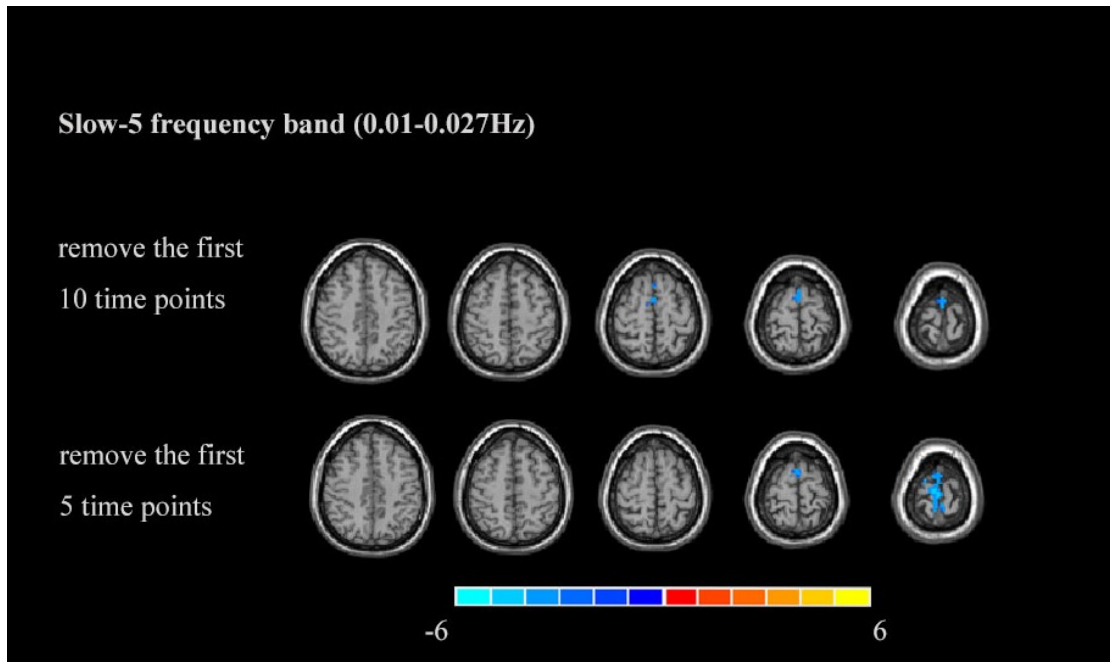 Slow-5 frequency band (0.01-0.027Hz)
remove the first
10 time points
remove the first
5 time points
-6
6